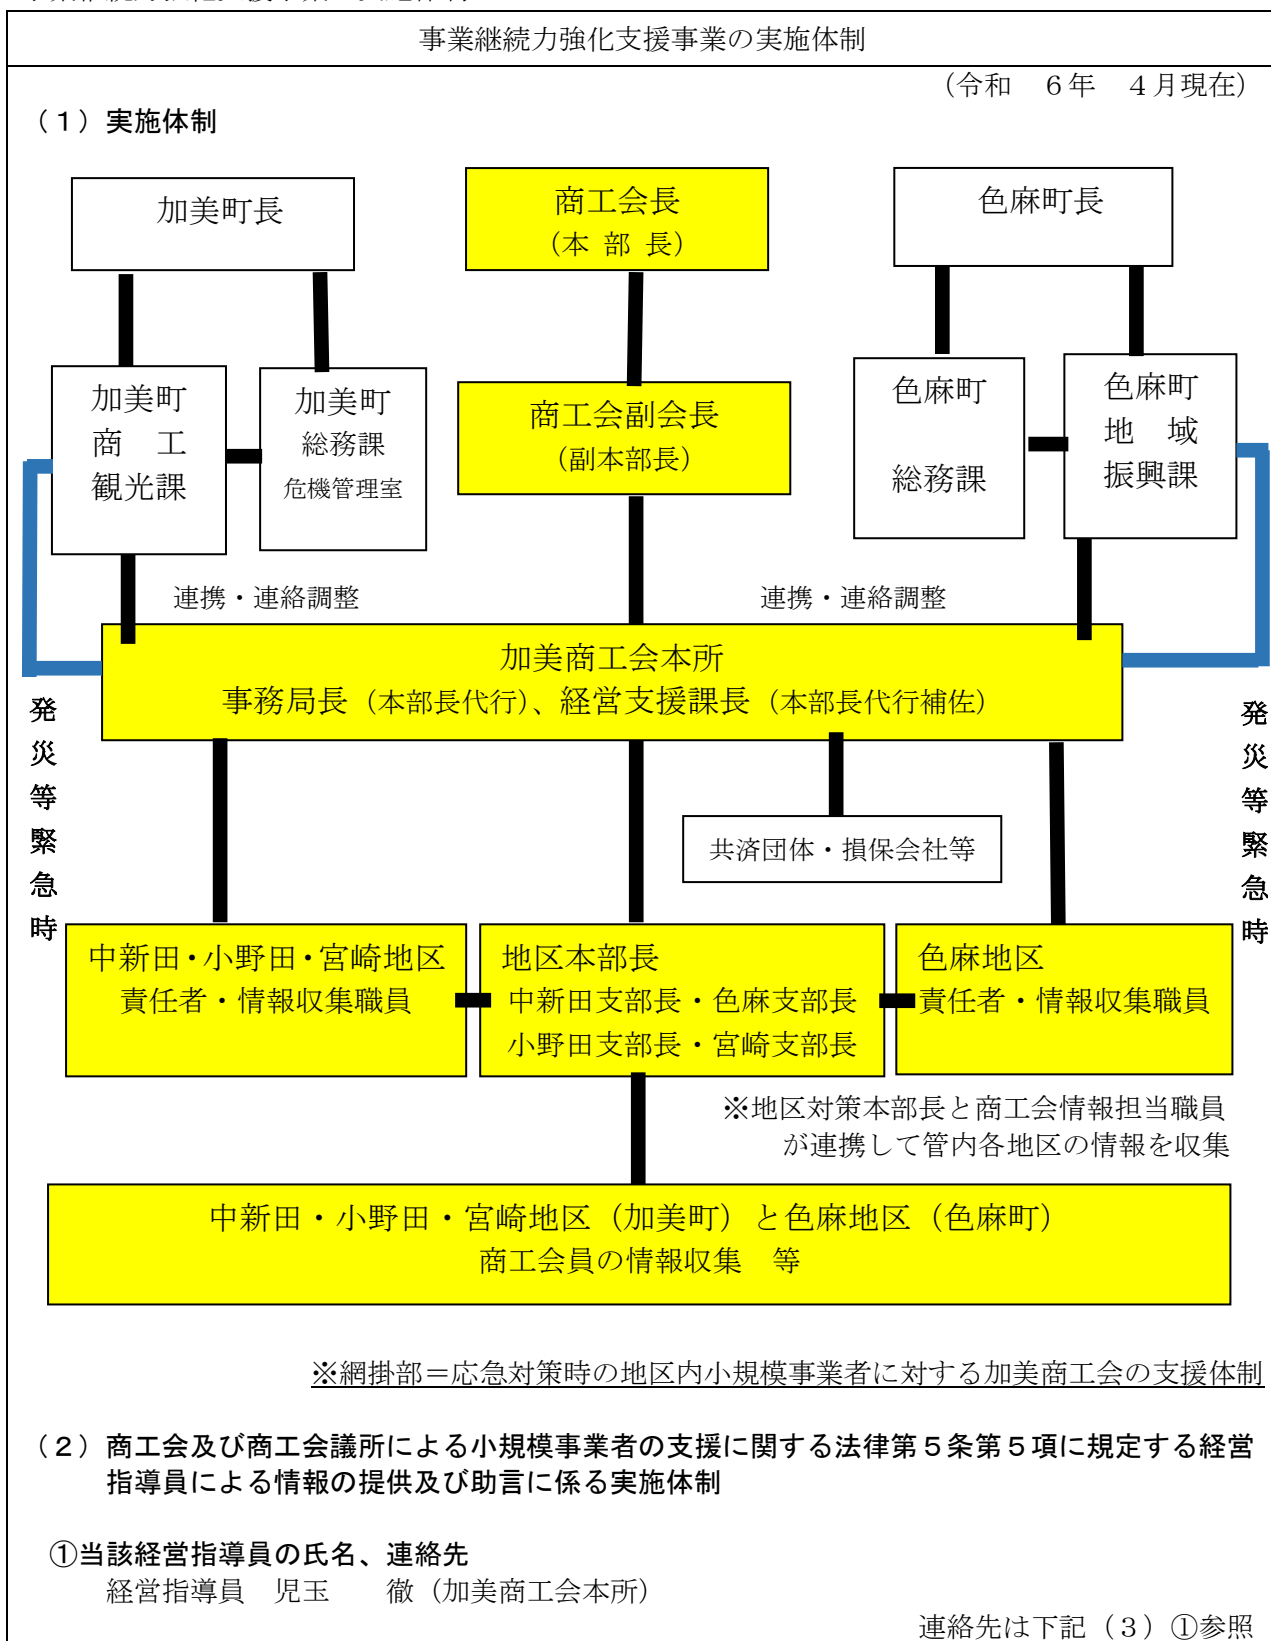 事業継続力強化支援事業の実施体制
（令和　６年　４月現在）
（１）実施体制
加美町長
商工会長
（本 部 長）
色麻町長
加美町
商　工
観光課
加美町
総務課
危機管理室
商工会副会長
（副本部長）
色麻町
総務課
色麻町
地　域
振興課
連携・連絡調整
連携・連絡調整
加美商工会本所
事務局長（本部長代行）、経営支援課長（本部長代行補佐）
発災等緊急時
発災等緊急時
共済団体・損保会社等
中新田・小野田・宮崎地区
責任者・情報収集職員
地区本部長
中新田支部長・色麻支部長
小野田支部長・宮崎支部長
色麻地区
責任者・情報収集職員
※地区対策本部長と商工会情報担当職員
が連携して管内各地区の情報を収集
中新田・小野田・宮崎地区（加美町）と色麻地区（色麻町）
商工会員の情報収集　等
※網掛部＝応急対策時の地区内小規模事業者に対する加美商工会の支援体制
（２）商工会及び商工会議所による小規模事業者の支援に関する法律第５条第５項に規定する経営
指導員による情報の提供及び助言に係る実施体制
①当該経営指導員の氏名、連絡先
経営指導員　児玉　　徹（加美商工会本所）
連絡先は下記（３）①参照